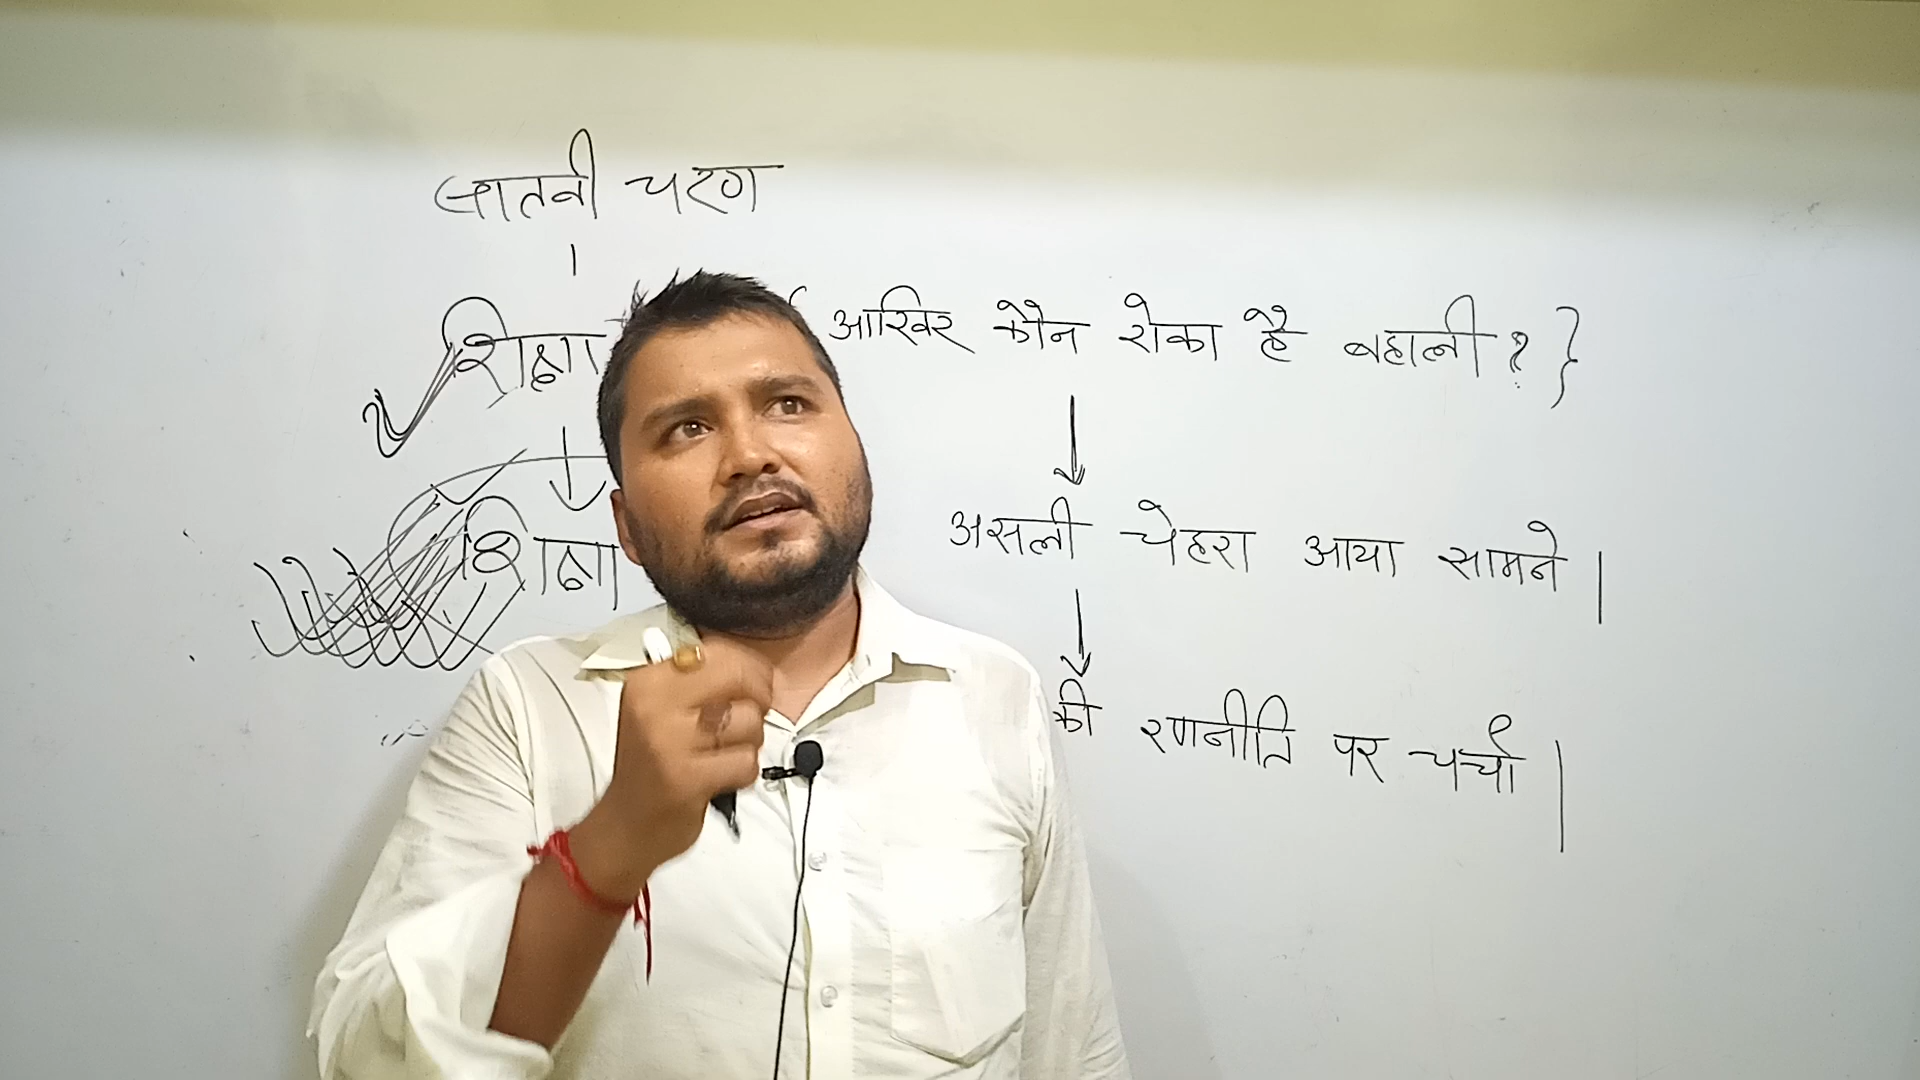 सातवी चरण
शिक्षा आखिर कौन रोका है बहाली ? }
शिक्षा असली चेहरा आया सामने ।
की रणनीति पर चर्चा ।